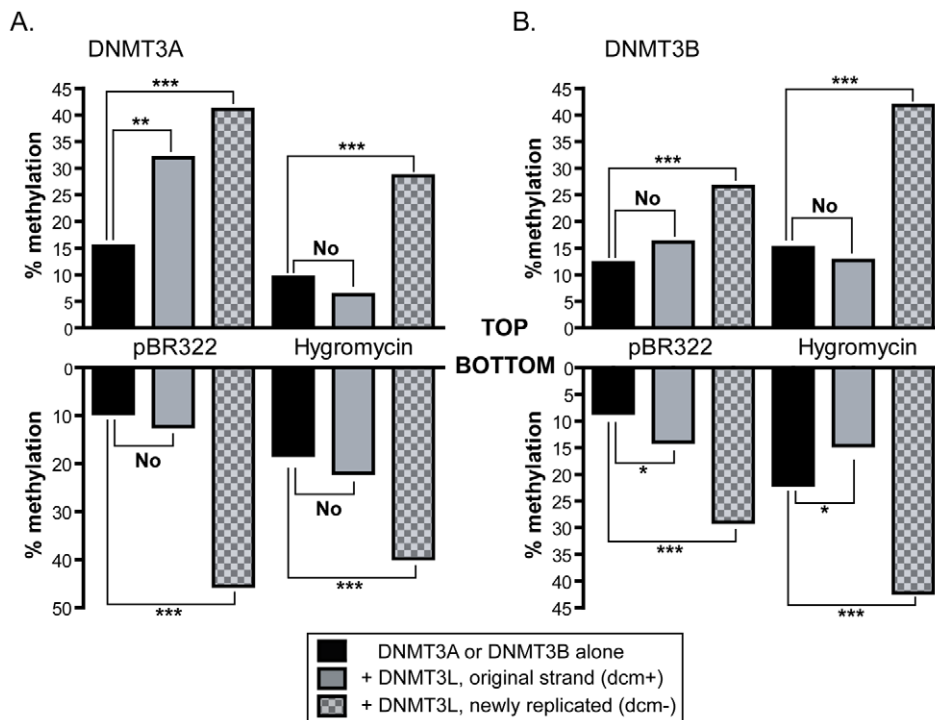 A.
DNMT3A
% methylation
45
40
35
30
25
20
15
10
5
0
***
**
***
No
pBR322
Hygromycin
% methylation
0
10
20
30
40
50
No
***
No
***
TOP
BOTTOM
B.
DNMT3B
%methylation
45
40
35
30
25
20
15
10
5
0
***
No
***
No
pBR322
Hygromycin
% methylation
0
5
10
15
20
25
30
35
40
45
*
***
*
***
DNMT3A or DNMT3B alone
+ DNMT3L, original strand (dcm+)
+ DNMT3L, newly replicated (dcm-)